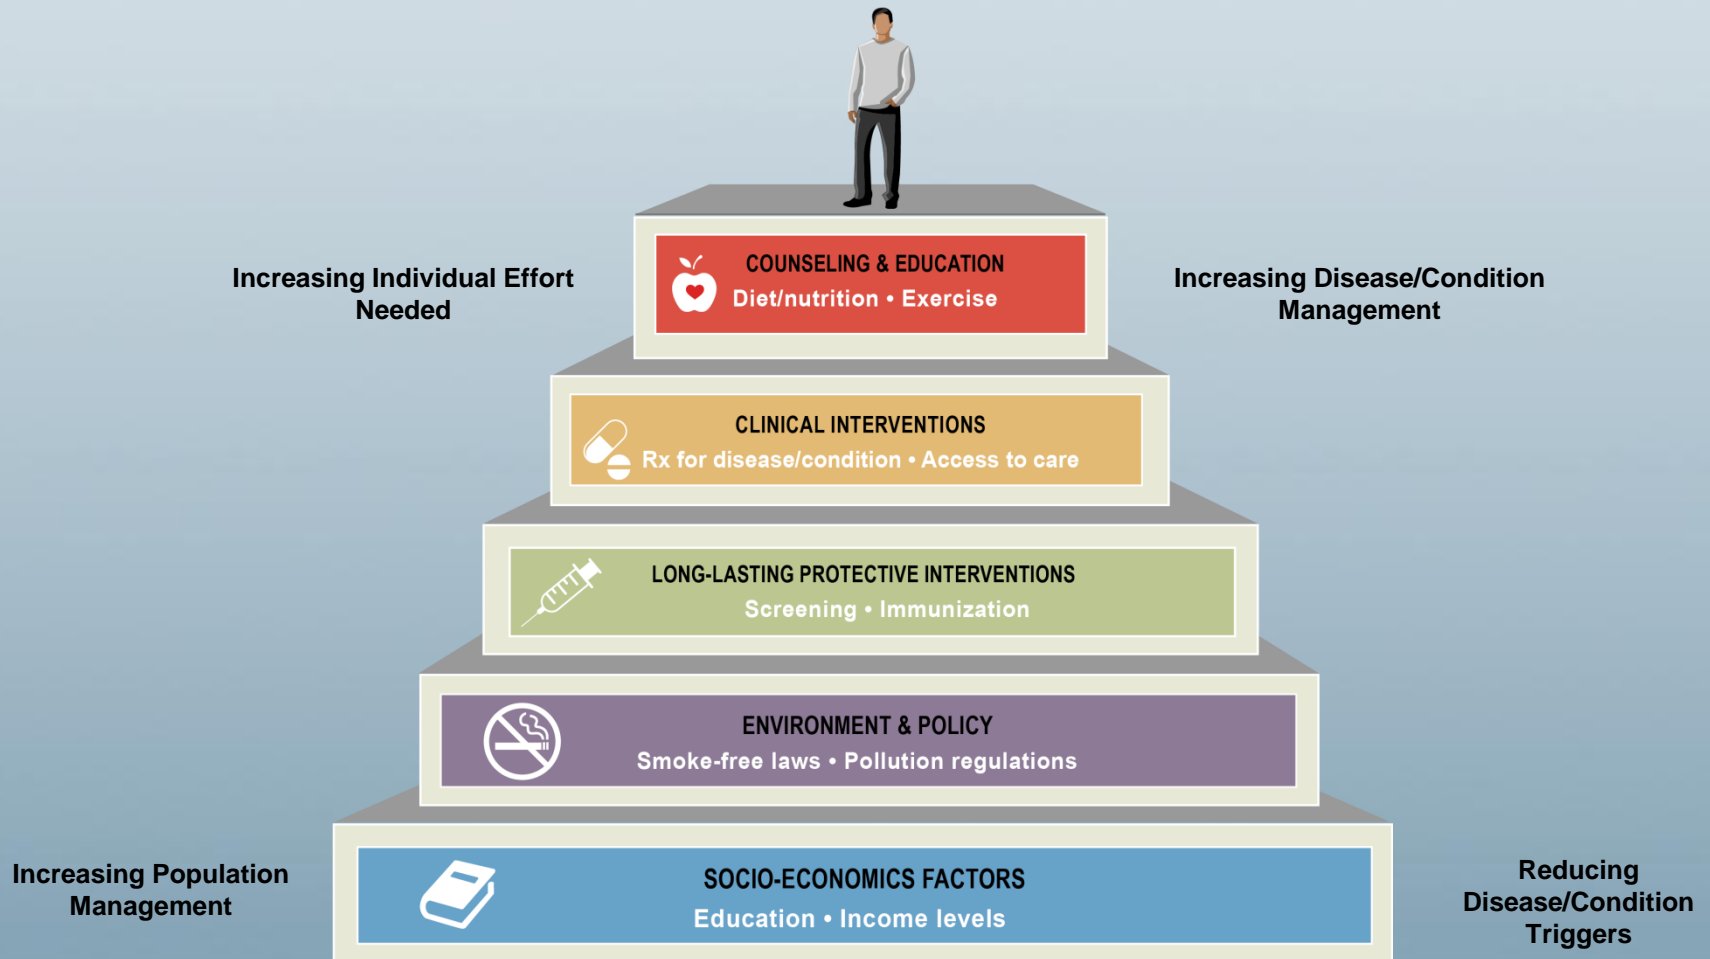 COUNSELING & EDUCATION
Diet/nutrition • Exercise
Increasing Individual Effort
Needed
Increasing Disease/Condition
Management
CLINICAL INTERVENTIONS
Rx for disease/condition • Access to care
LONG-LASTING PROTECTIVE INTERVENTIONS
Screening • Immunization
ENVIRONMENT & POLICY
Smoke-free laws • Pollution regulations
Increasing Population
Management
SOCIO-ECONOMICS FACTORS
Education • Income levels
Reducing
Disease/Condition
Triggers